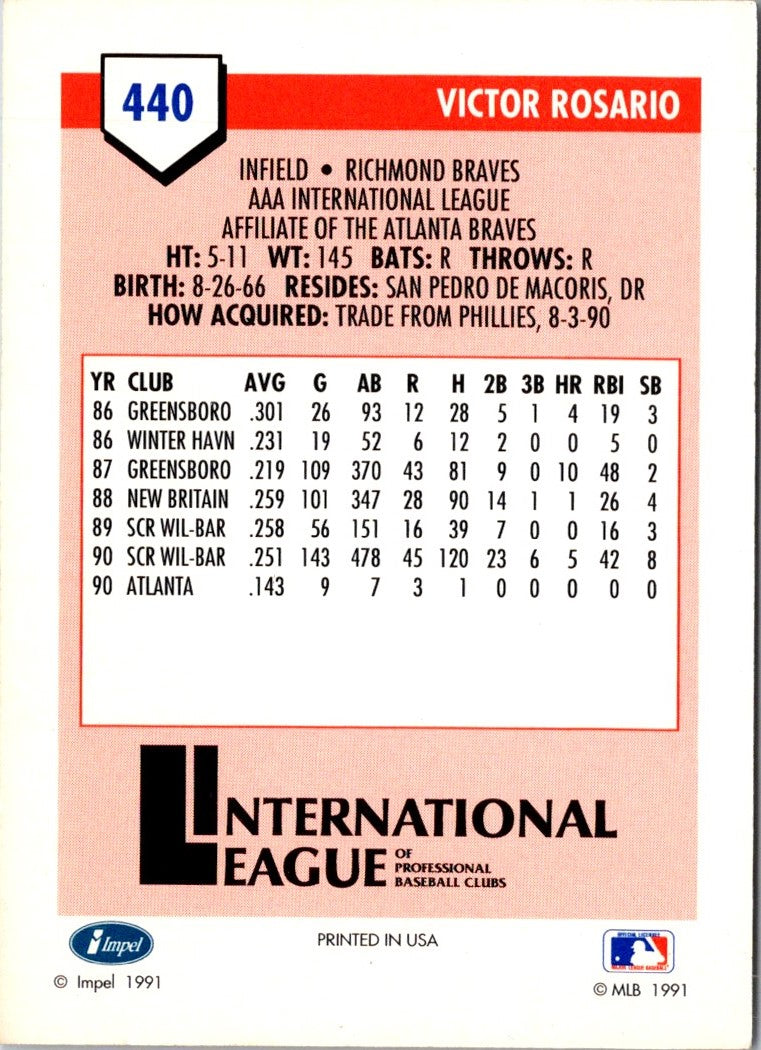 440
VICTOR ROSARIO
INFIELD • RICHMOND BRAVES
AAA INTERNATIONAL LEAGUE
AFFILIATE OF THE ATLANTA BRAVES
HT: 5-11 WT: 145 BATS: R THROWS: R
BIRTH: 8-26-66 RESIDES: SAN PEDRO DE MACORIS, DR
HOW ACQUIRED: TRADE FROM PHILLIES, 8-3-90
YR CLUB AVG G AB R H 2B 3B HR RBI SB
86 GREENSBORO .301 26 93 12 28 5 1 4 19 3
86 WINTER HAVN .231 19 52 6 12 2 0 0 5 0
87 GREENSBORO .219 109 370 43 81 9 0 10 48 2
88 NEW BRITAIN .259 101 347 28 90 14 1 1 26 4
89 SCR WIL-BAR .258 56 151 16 39 7 0 0 16 3
90 SCR WIL-BAR .251 143 478 45 120 23 6 5 42 8
90 ATLANTA .143 9 7 3 1 0 0 0 0 0
INTERNATIONAL
LEAGUE OF
PROFESSIONAL
BASEBALL CLUBS
Impel
PRINTED IN USA
OFFICIAL LICENSEE
MAJOR LEAGUE BASEBALL
© Impel 1991
© MLB 1991